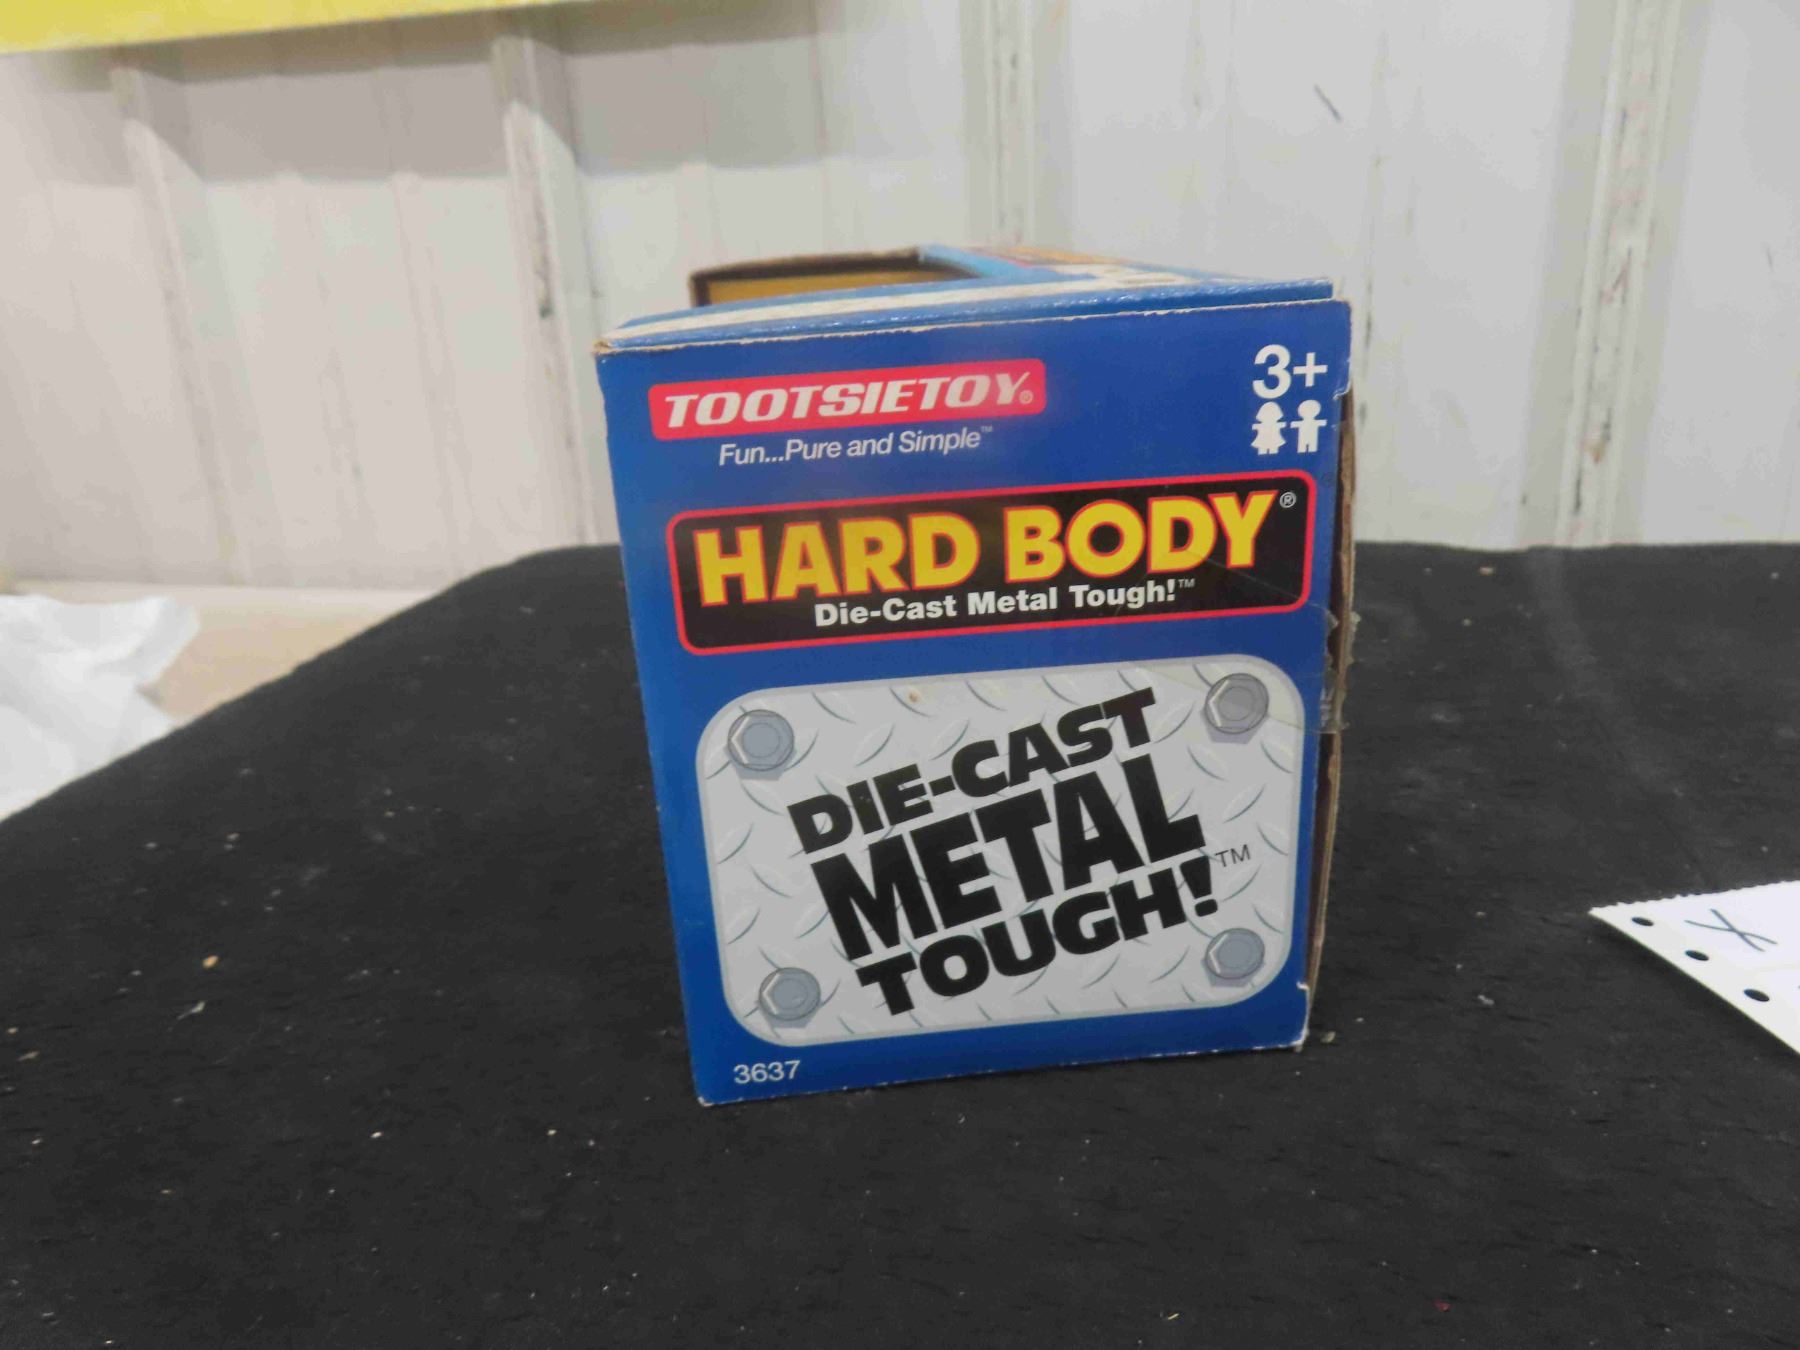 TOOTSIETOY®
Fun...Pure and Simple™
3+
HARD BODY®
Die-Cast Metal Tough!™
DIE-CAST
METAL
TOUGH!™
3637